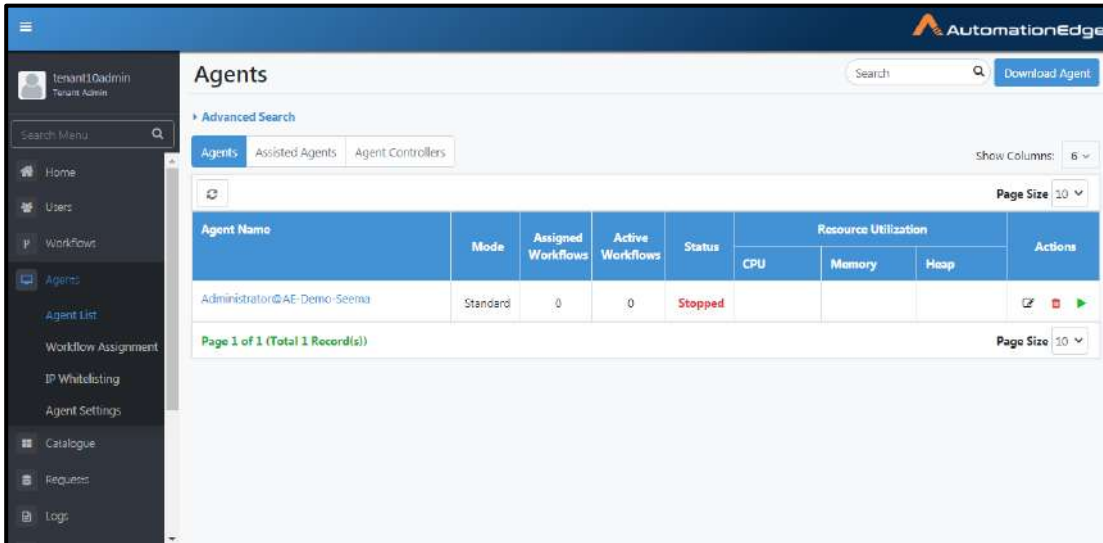 AutomationEdge
tenant10admin
Tenant Admin
Search Menu
Home
Users
Workflows
Agents
Agent List
Workflow Assignment
IP Whitelisting
Agent Settings
Catalogue
Requests
Logs
Agents
Search
Download Agent
Advanced Search
Agents Assisted Agents Agent Controllers
Show Columns: 6
Page Size 10
Agent Name Mode Assigned Workflows Active Workflows Status Resource Utilization Actions
CPU Memory Heap
Administrator@AE-Demo-Seema Standard 0 0 Stopped
Page 1 of 1 (Total 1 Record(s)) Page Size 10